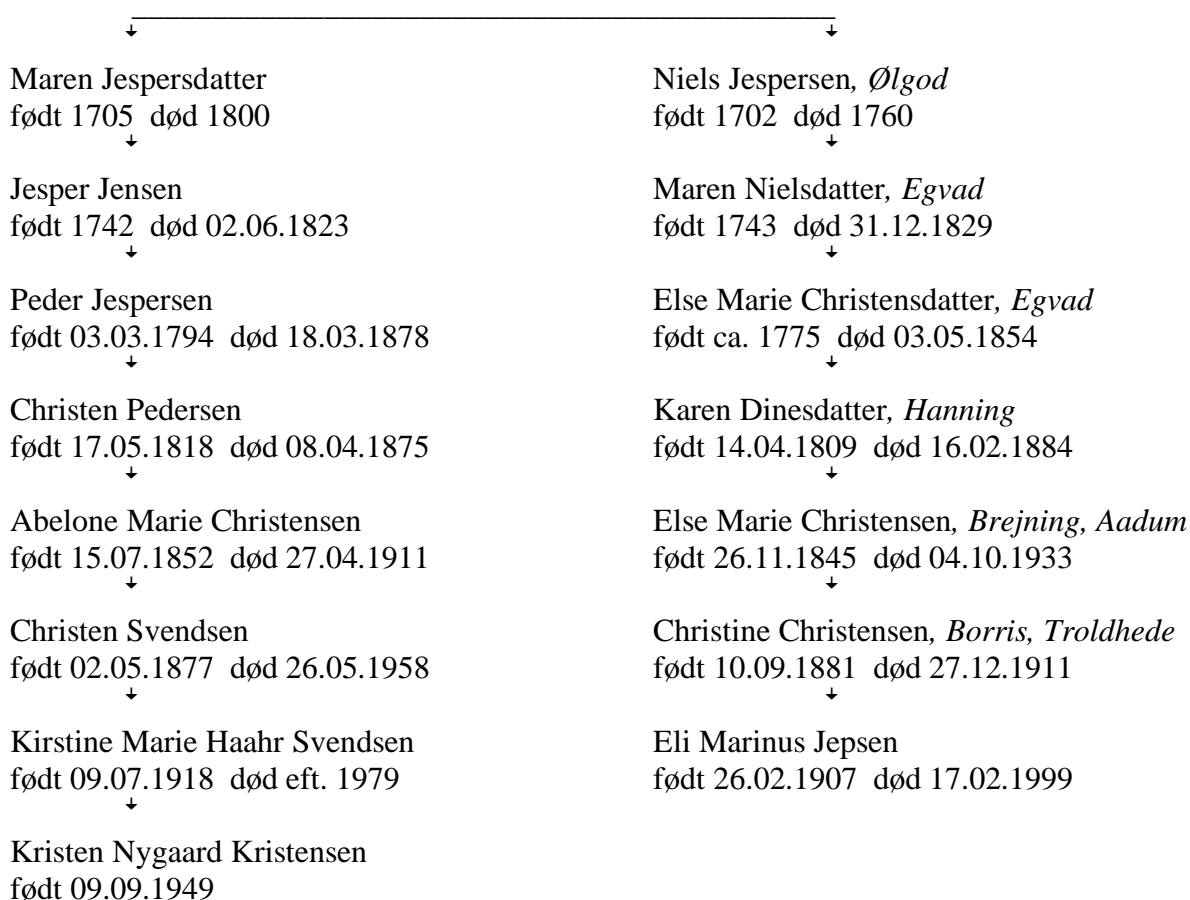 Maren Jespersdatter
født 1705 død 1800
Jesper Jensen
født 1742 død 02.06.1823
Peder Jespersen
født 03.03.1794 død 18.03.1878
Christen Pedersen
født 17.05.1818 død 08.04.1875
Abelone Marie Christensen
født 15.07.1852 død 27.04.1911
Christen Svendsen
født 02.05.1877 død 26.05.1958
Kirstine Marie Haahr Svendsen
født 09.07.1918 død eft. 1979
Kristen Nygaard Kristensen
født 09.09.1949
Niels Jespersen, Ølgod
født 1702 død 1760
Maren Nielsdatter, Egvad
født 1743 død 31.12.1829
Else Marie Christensdatter, Egvad
født ca. 1775 død 03.05.1854
Karen Dinesdatter, Hanning
født 14.04.1809 død 16.02.1884
Else Marie Christensen, Brejning, Aadum
født 26.11.1845 død 04.10.1933
Christine Christensen, Borris, Troldhede
født 10.09.1881 død 27.12.1911
Eli Marinus Jepsen
født 26.02.1907 død 17.02.1999